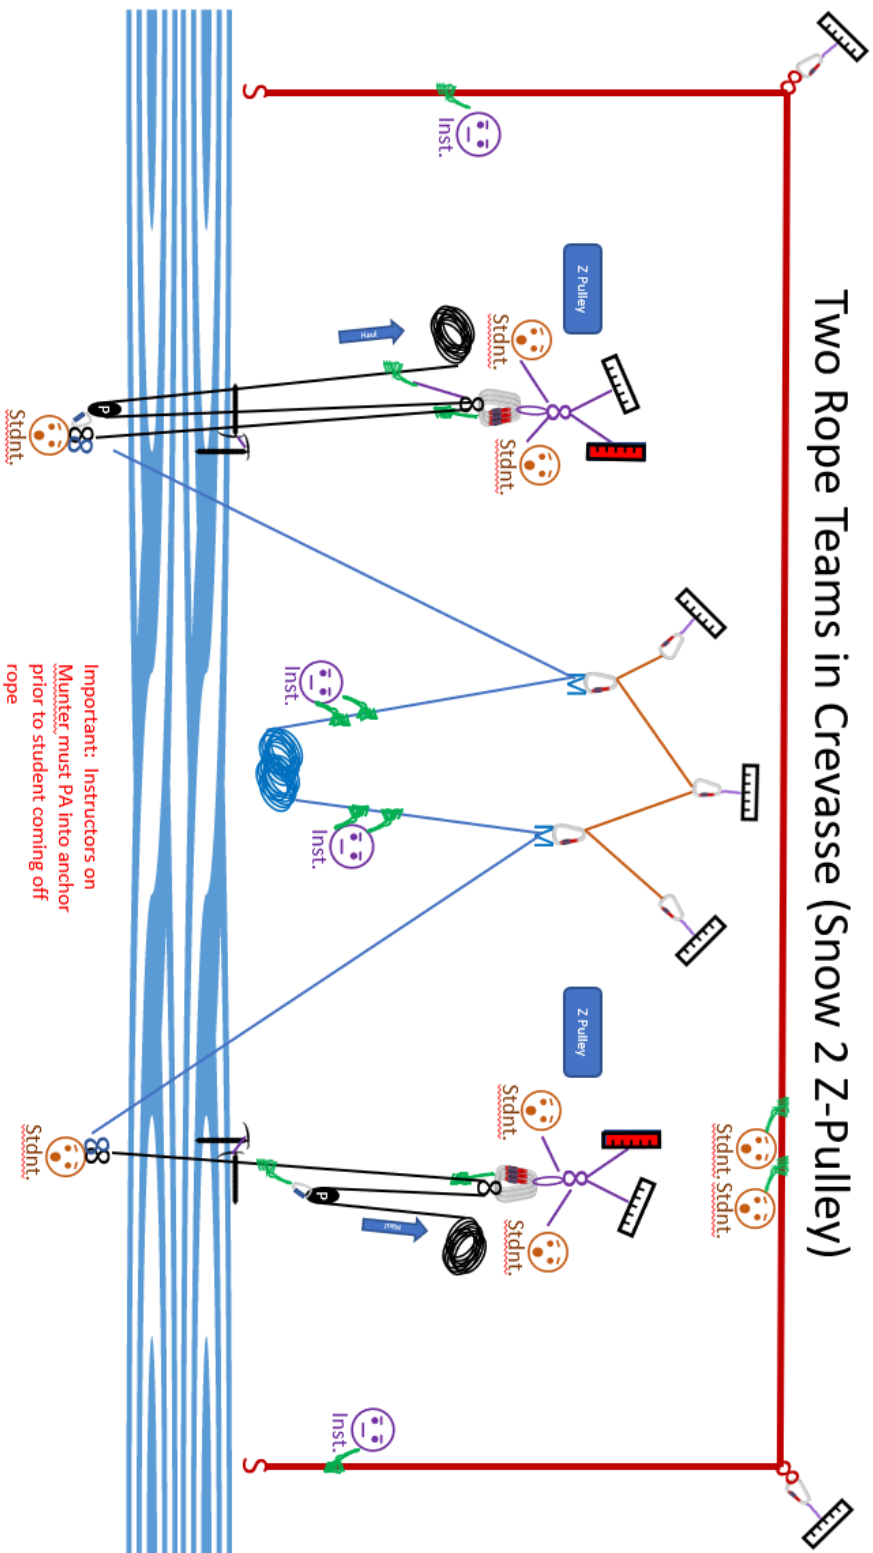 Two Rope Teams in Crevasse (Snow 2 Z-Pulley)
S
Inst.
Z Pulley
Stdnt.
Haul
Stdnt.
P
Stdnt.
M
Inst.
M
Inst.
Important: Instructors on
Munter must PA into anchor
prior to student coming off
rope
Z Pulley
Stdnt.
Stdnt.
P
Haul
Stdnt.
Stdnt. Stdnt.
Inst.
S